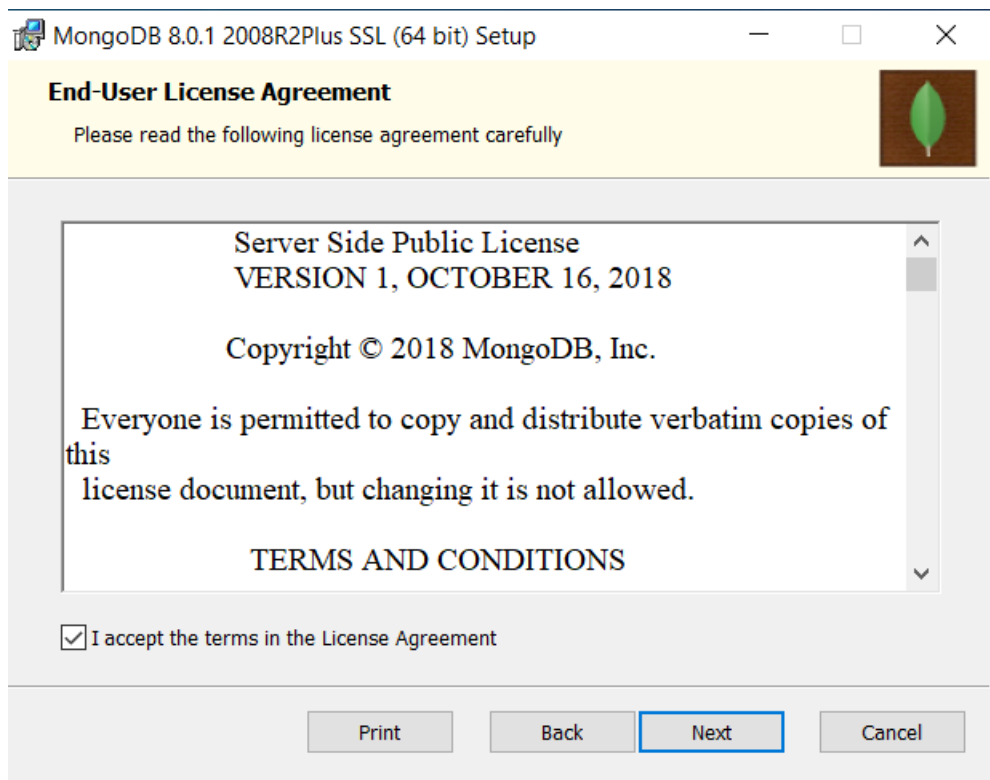 MongoDB 8.0.1 2008R2Plus SSL (64 bit) Setup
End-User License Agreement
Please read the following license agreement carefully
Server Side Public License
VERSION 1, OCTOBER 16, 2018
Copyright © 2018 MongoDB, Inc.
Everyone is permitted to copy and distribute verbatim copies of
this
license document, but changing it is not allowed.
TERMS AND CONDITIONS
I accept the terms in the License Agreement
Print Back Next Cancel